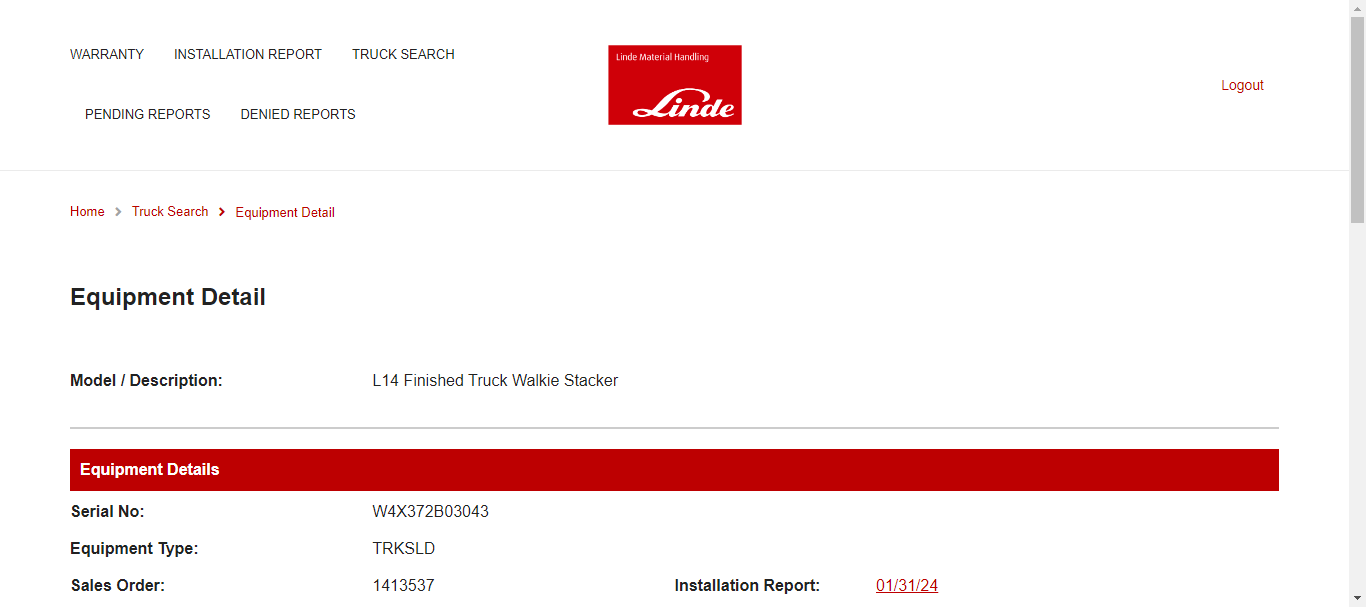 WARRANTY INSTALLATION REPORT TRUCK SEARCH
PENDING REPORTS DENIED REPORTS
Linde Material Handling
Linde
Logout
Home Truck Search Equipment Detail
Equipment Detail
Model / Description: L14 Finished Truck Walkie Stacker
Equipment Details
Serial No: W4X372B03043
Equipment Type: TRKSLD
Sales Order: 1413537 Installation Report: 01/31/24